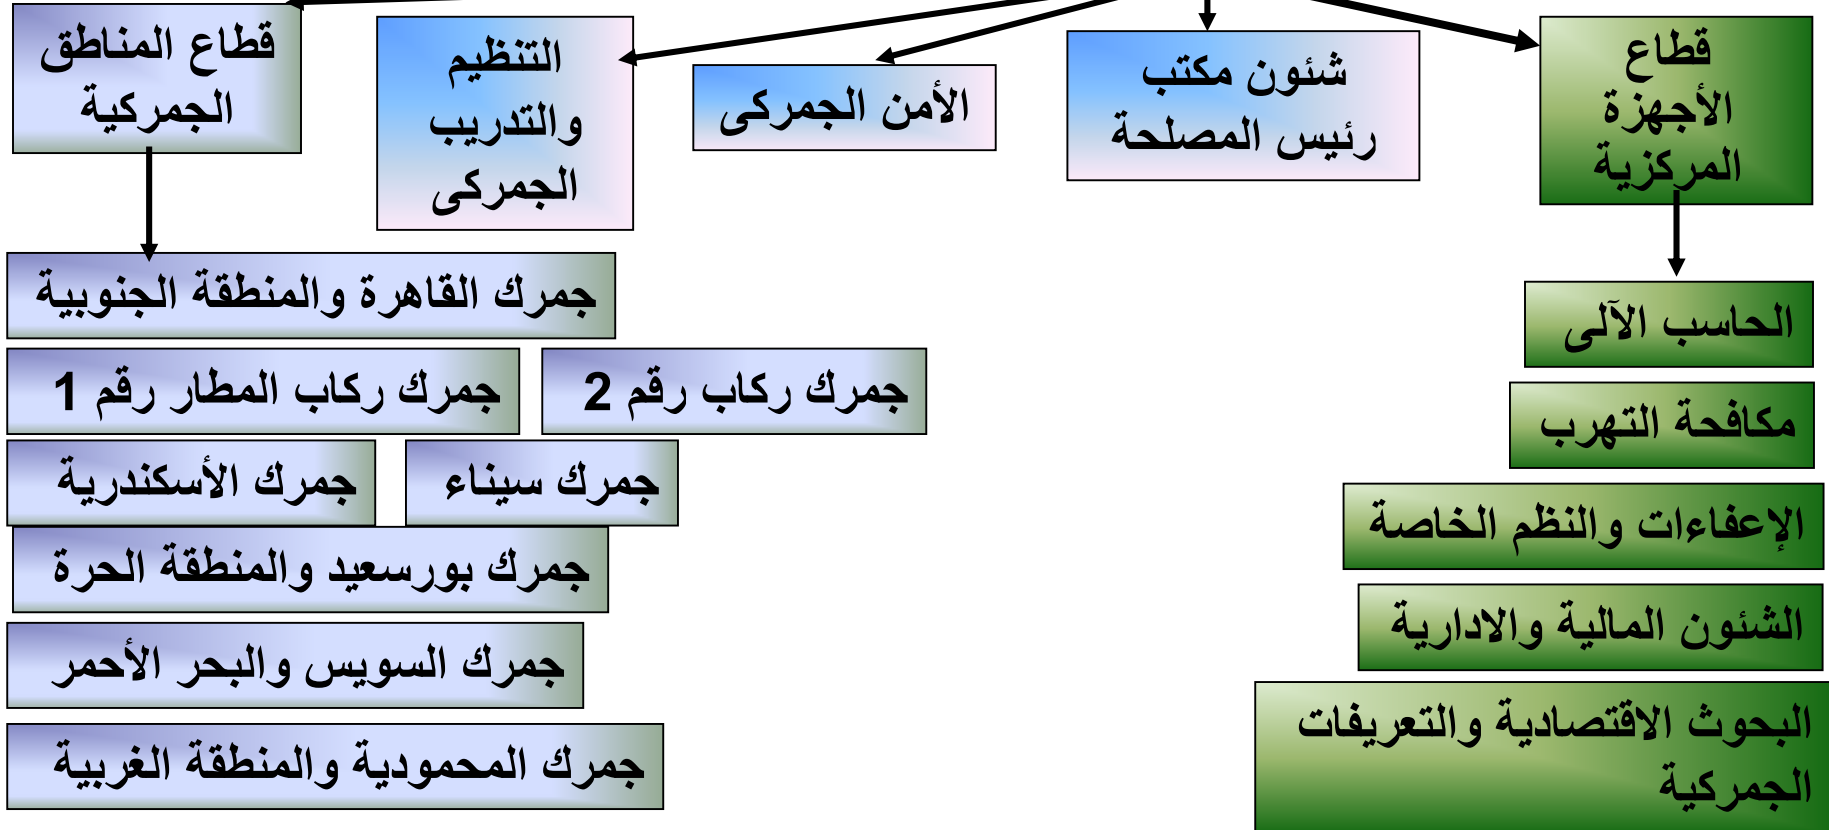 قطاع
الأجهزة
المركزية
شئون مكتب
رئيس المصلحة
الأمن الجمركى
التنظيم
والتدريب
الجمركى
قطاع المناطق
الجمركية
الحاسب الآلى
مكافحة التهرب
الإعفاءات والنظم الخاصة
الشئون المالية والادارية
البحوث الاقتصادية والتعريفات
الجمركية
جمرك القاهرة والمنطقة الجنوبية
جمرك ركاب رقم 2
جمرك ركاب المطار رقم 1
جمرك سيناء
جمرك الأسكندرية
جمرك بورسعيد والمنطقة الحرة
جمرك السويس والبحر الأحمر
جمرك المحمودية والمنطقة الغربية